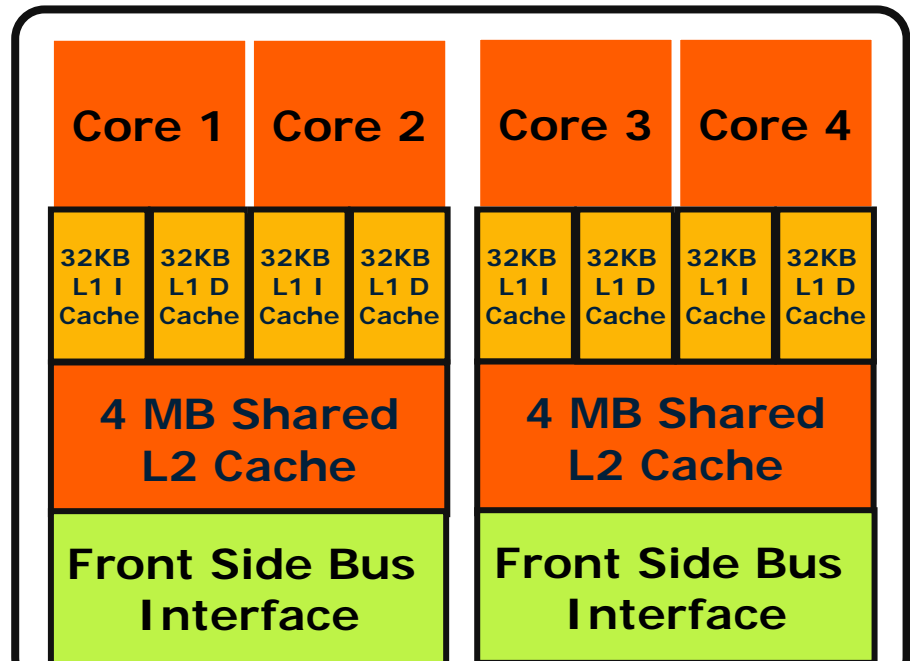 Core 1
Core 2
Core 3
Core 4
32KB
L1 I
Cache
32KB
L1 D
Cache
32KB
L1 I
Cache
32KB
L1 D
Cache
32KB
L1 I
Cache
32KB
L1 D
Cache
32KB
L1 I
Cache
32KB
L1 D
Cache
4 MB Shared
L2 Cache
4 MB Shared
L2 Cache
Front Side Bus
Interface
Front Side Bus
Interface